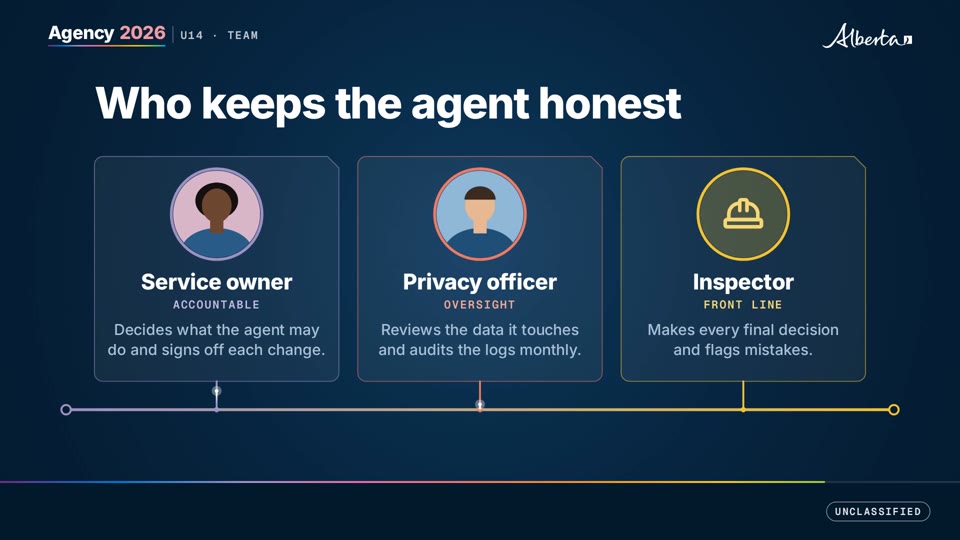 Agency 2026 U14 · TEAM
Alberta
Who keeps the agent honest
Service owner
ACCOUNTABLE
Decides what the agent may
do and signs off each change.
Privacy officer
OVERSIGHT
Reviews the data it touches
and audits the logs monthly.
Inspector
FRONT LINE
Makes every final decision
and flags mistakes.
UNCLASSIFIED